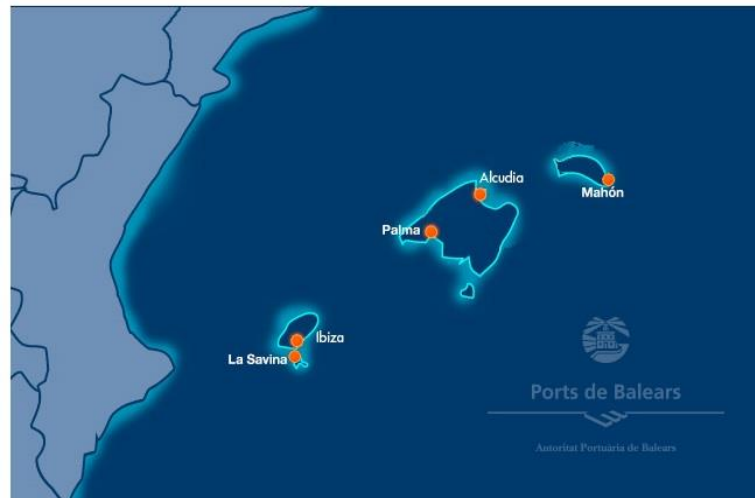 Alcudia
Mahón
Palma
Ibiza
La Savina
Ports de Balears
Autoritat Portuària de Balears